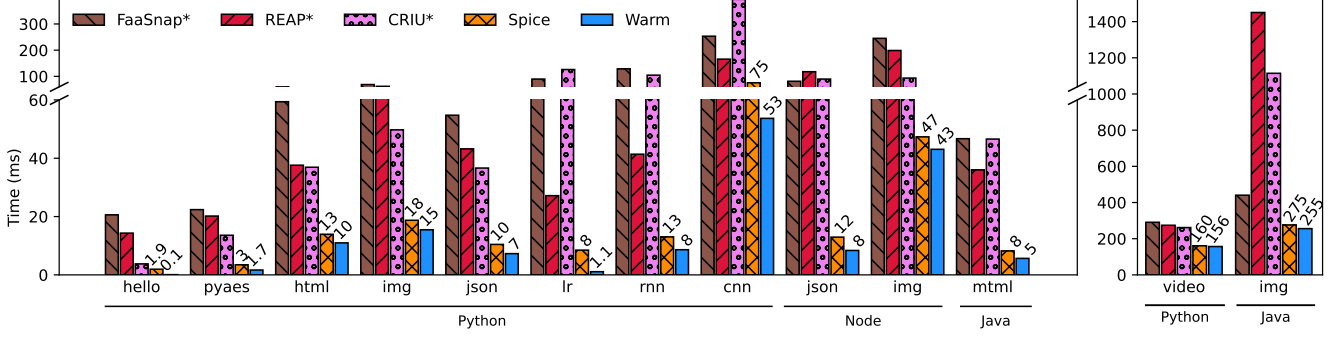 FaaSnap* REAP* CRIU* Spice Warm
300
200
100
60
40
20
0
Time (ms)
1.9 0.1 3 1.7 13 10 18 15 10 7 8 1.1 13 8 75 53 12 8 47 43 8 5
hello pyaes html img json lr rnn cnn json img mtml
Python Node Java
1400
1200
1000
800
600
400
200
0
160 156 275 255
video img
Python Java